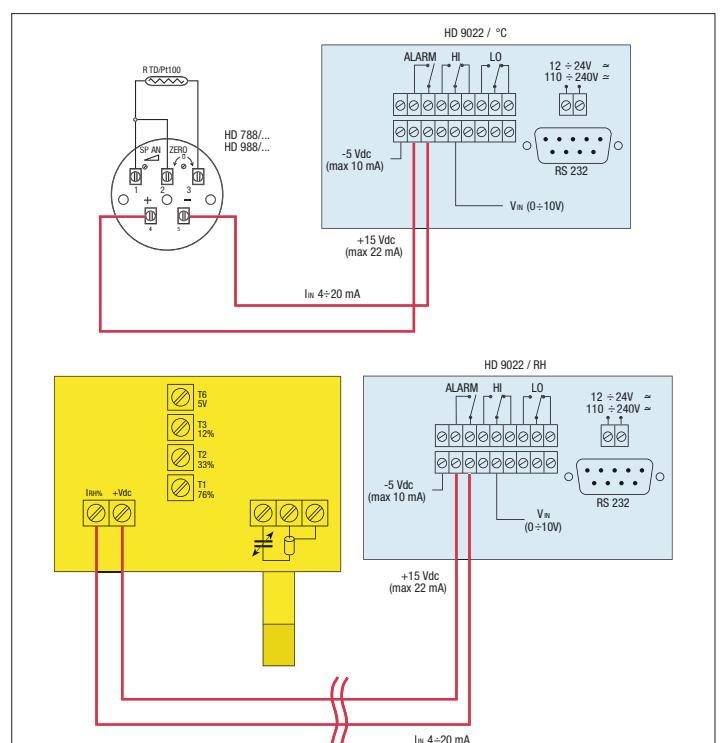 HD 9022 / °C
R TD/Pt100
ALARM HI LO
12 ÷ 24V ≃
110 ÷ 240V ≃
HD 788/...
HD 988/...
SP AN ZERO
0
1 2 3
+ −
4 5
-5 Vdc
(max 10 mA)
RS 232
VIN (0÷10V)
+15 Vdc
(max 22 mA)
IIN 4÷20 mA
HD 9022 / RH
T6
5V
T3
12%
T2
33%
T1
76%
IRH% +Vdc
ALARM HI LO
12 ÷ 24V ≃
110 ÷ 240V ≃
-5 Vdc
(max 10 mA)
RS 232
VIN
(0÷10V)
+15 Vdc
(max 22 mA)
IIN 4÷20 mA